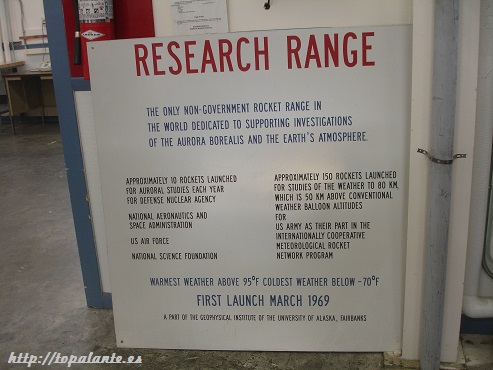 RESEARCH RANGE
THE ONLY NON-GOVERNMENT ROCKET RANGE IN
THE WORLD DEDICATED TO SUPPORTING INVESTIGATIONS
OF THE AURORA BOREALIS AND THE EARTH'S ATMOSPHERE.
APPROXIMATELY 10 ROCKETS LAUNCHED
FOR AURORAL STUDIES EACH YEAR
FOR DEFENSE NUCLEAR AGENCY
NATIONAL AERONAUTICS AND
SPACE ADMINISTRATION
US AIR FORCE
NATIONAL SCIENCE FOUNDATION
APPROXIMATELY 150 ROCKETS LAUNCHED
FOR STUDIES OF THE WEATHER TO 80 KM,
WHICH IS 50 KM ABOVE CONVENTIONAL
WEATHER BALLOON ALTITUDES
FOR
US ARMY AS THEIR PART IN THE
INTERNATIONALLY COOPERATIVE
METEOROLOGICAL ROCKET
NETWORK PROGRAM
WARMEST WEATHER ABOVE 95°F COLDEST WEATHER BELOW -70°F
FIRST LAUNCH MARCH 1969
A PART OF THE GEOPHYSICAL INSTITUTE OF THE UNIVERSITY OF ALASKA, FAIRBANKS
http://topalante.es